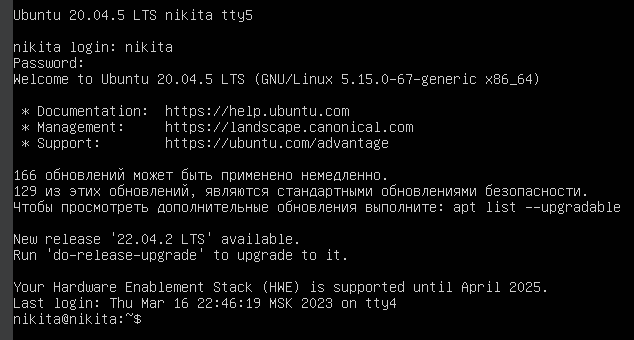 Ubuntu 20.04.5 LTS nikita tty5
nikita login: nikita
Password:
Welcome to Ubuntu 20.04.5 LTS (GNU/Linux 5.15.0-67-generic x86_64)
* Documentation:  https://help.ubuntu.com
* Management:     https://landscape.canonical.com
* Support:        https://ubuntu.com/advantage
166 обновлений может быть применено немедленно.
129 из этих обновлений, являются стандартными обновлениями безопасности.
Чтобы просмотреть дополнительные обновления выполните: apt list --upgradable
New release '22.04.2 LTS' available.
Run 'do-release-upgrade' to upgrade to it.
Your Hardware Enablement Stack (HWE) is supported until April 2025.
Last login: Thu Mar 16 22:46:19 MSK 2023 on tty4
nikita@nikita:~$